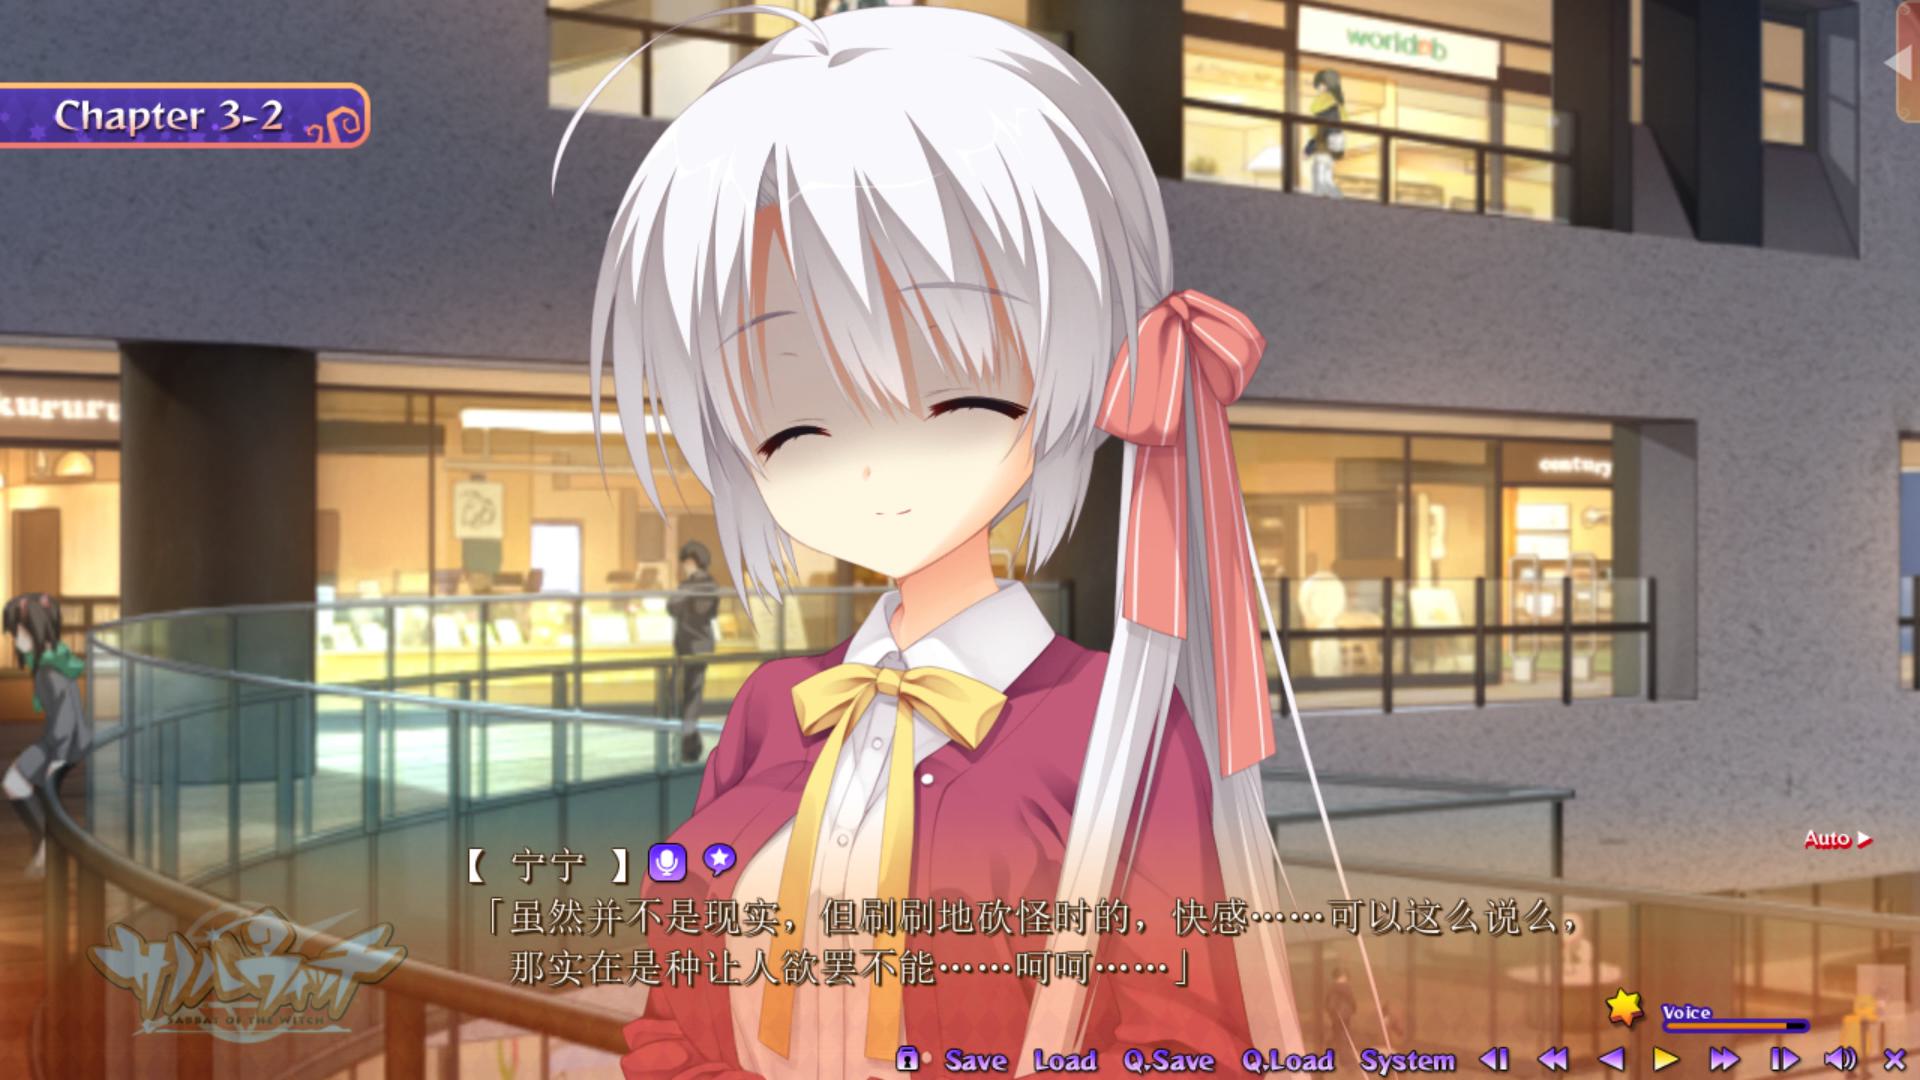 worldnb
Chapter 3-2
kururu
century
Auto
【 宁宁 】
「虽然并不是现实，但刷刷地砍怪时的，快感……可以这么说么，
那实在是种让人欲罢不能……呵呵……」
サノバウィッチ
SABBAT OF THE WITCH
Voice
Save Load Q.Save Q.Load System